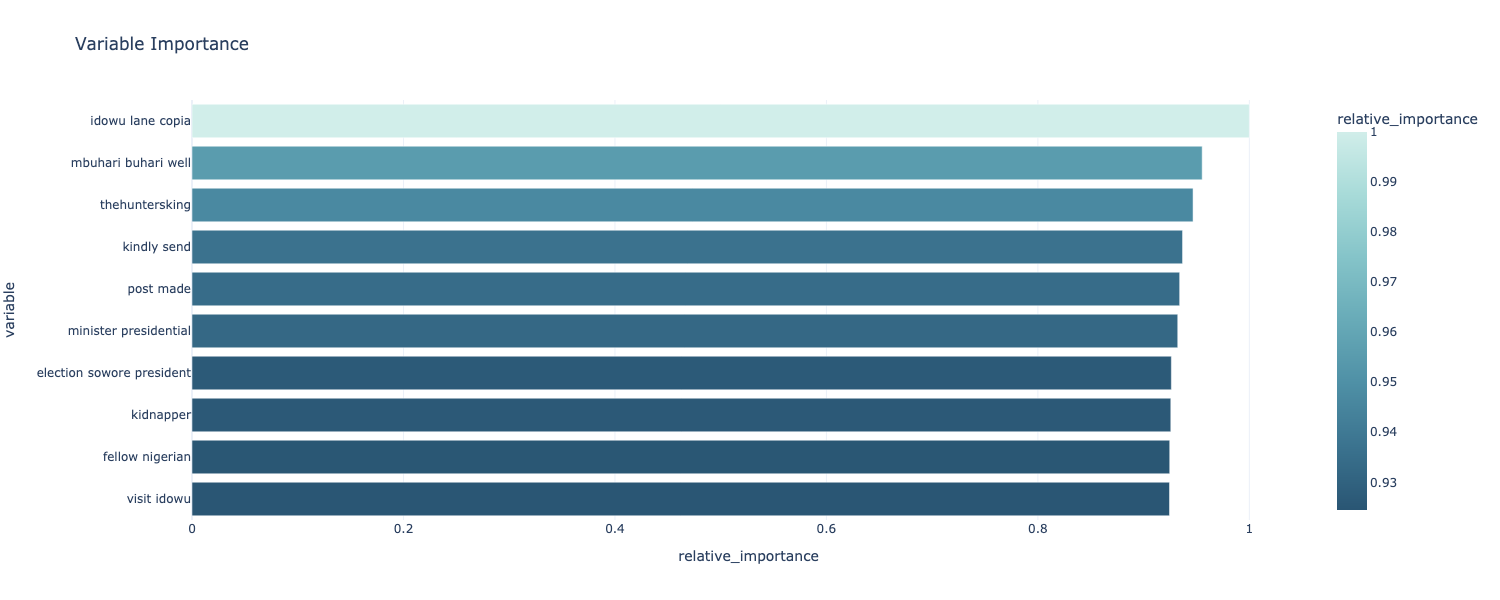 Variable Importance
variable
idowu lane copia
mbuhari buhari well
thehuntersking
kindly send
post made
minister presidential
election sowore president
kidnapper
fellow nigerian
visit idowu
0 0.2 0.4 0.6 0.8 1
relative_importance
relative_importance
1
0.99
0.98
0.97
0.96
0.95
0.94
0.93